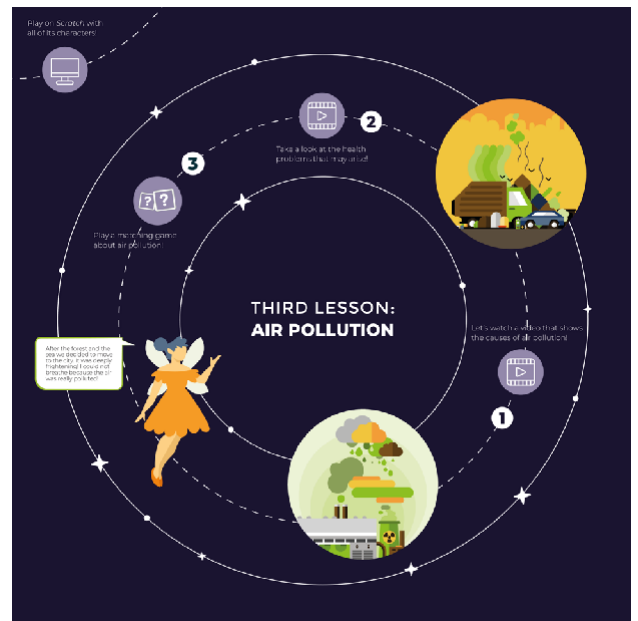 Play on Scratch with
all of its characters!
2
Take a look at the health
problems that may arise!
3
Play a matching game
about air pollution!
THIRD LESSON:
AIR POLLUTION
Let's watch a video that shows
the causes of air pollution!
1
After the forest and the
sea we decided to move
to the city. It was deeply
frightening! I could not
breathe because the air
was really polluted!
? ?